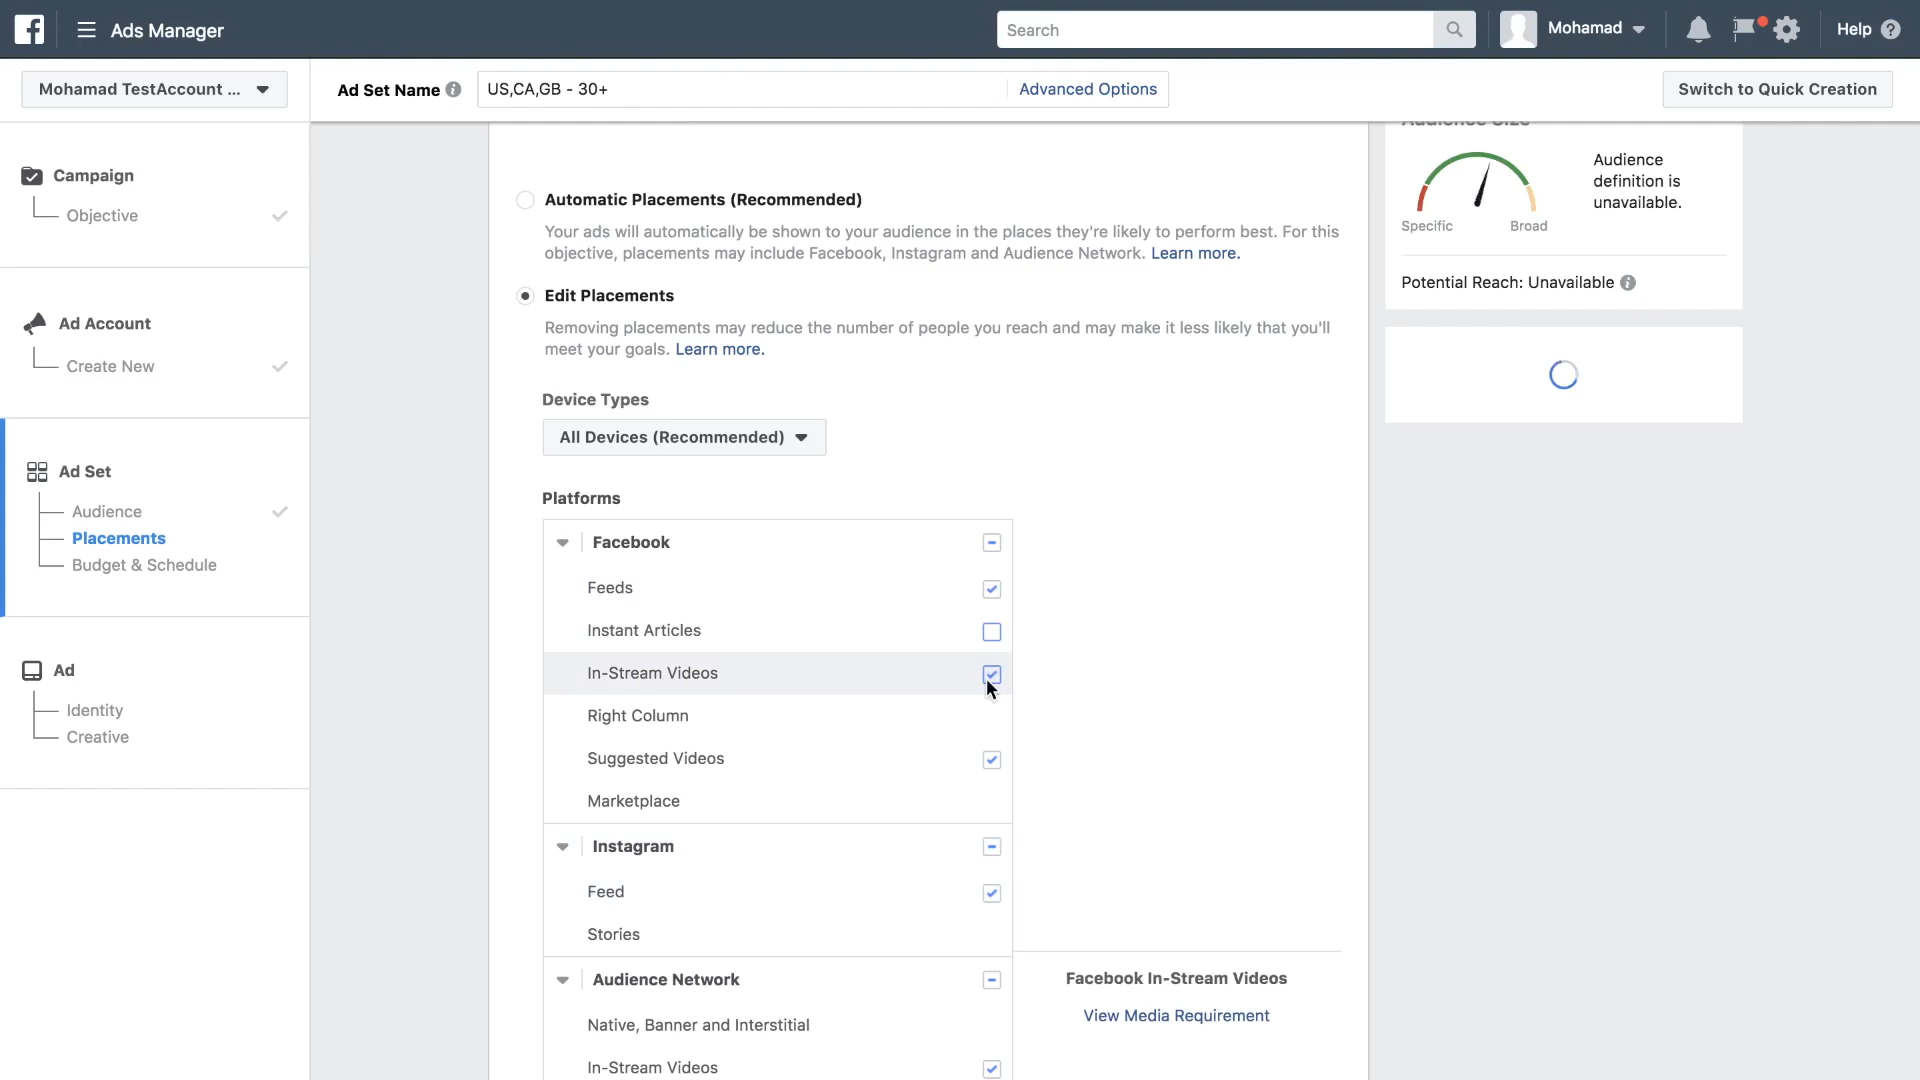 Ads Manager
Search
Mohamad
Help
Mohamad TestAccount ...
Ad Set Name
US,CA,GB - 30+
Advanced Options
Switch to Quick Creation
Campaign
Objective
Ad Account
Create New
Ad Set
Audience
Placements
Budget & Schedule
Ad
Identity
Creative
Automatic Placements (Recommended)
Your ads will automatically be shown to your audience in the places they're likely to perform best. For this
objective, placements may include Facebook, Instagram and Audience Network. Learn more.
Edit Placements
Removing placements may reduce the number of people you reach and may make it less likely that you'll
meet your goals. Learn more.
Device Types
All Devices (Recommended)
Platforms
Facebook
Feeds
Instant Articles
In-Stream Videos
Right Column
Suggested Videos
Marketplace
Instagram
Feed
Stories
Audience Network
Native, Banner and Interstitial
In-Stream Videos
Facebook In-Stream Videos
View Media Requirement
Audience Size
Audience
definition is
unavailable.
Specific
Broad
Potential Reach: Unavailable